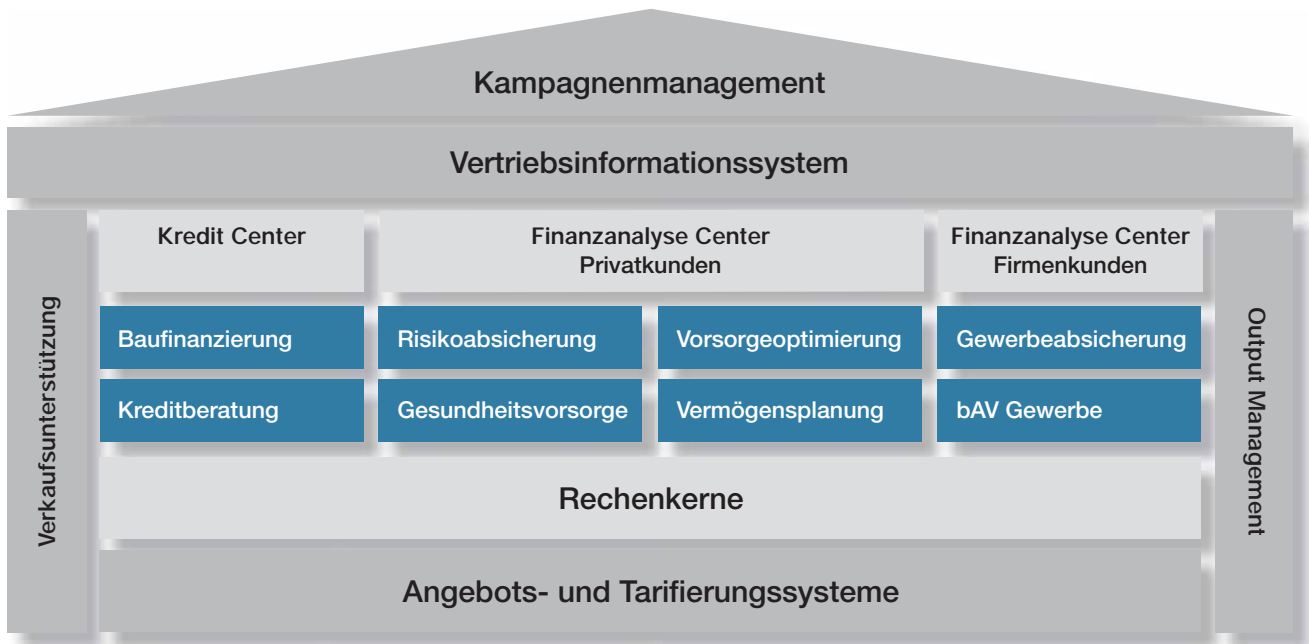 Kampagnenmanagement
Vertriebsinformationssystem
Verkaufsunterstützung
Kredit Center
Finanzanalyse Center
Privatkunden
Finanzanalyse Center
Firmenkunden
Baufinanzierung
Risikoabsicherung
Vorsorgeoptimierung
Gewerbeabsicherung
Kreditberatung
Gesundheitsvorsorge
Vermögensplanung
bAV Gewerbe
Rechenkerne
Angebots- und Tarifierungssysteme
Output Management